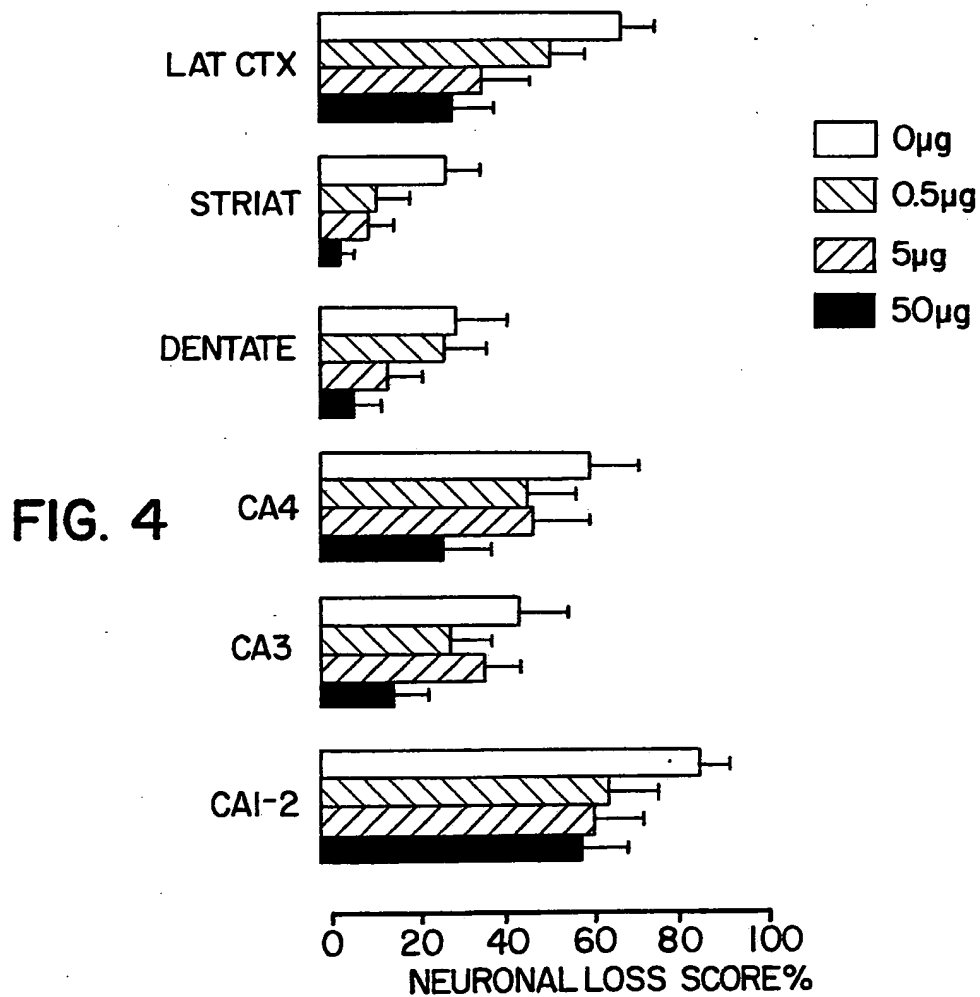 LAT CTX
STRIAT
DENTATE
CA4
CA3
CA1-2
FIG. 4
0µg
0.5µg
5µg
50µg
0 20 40 60 80 100
NEURONAL LOSS SCORE%